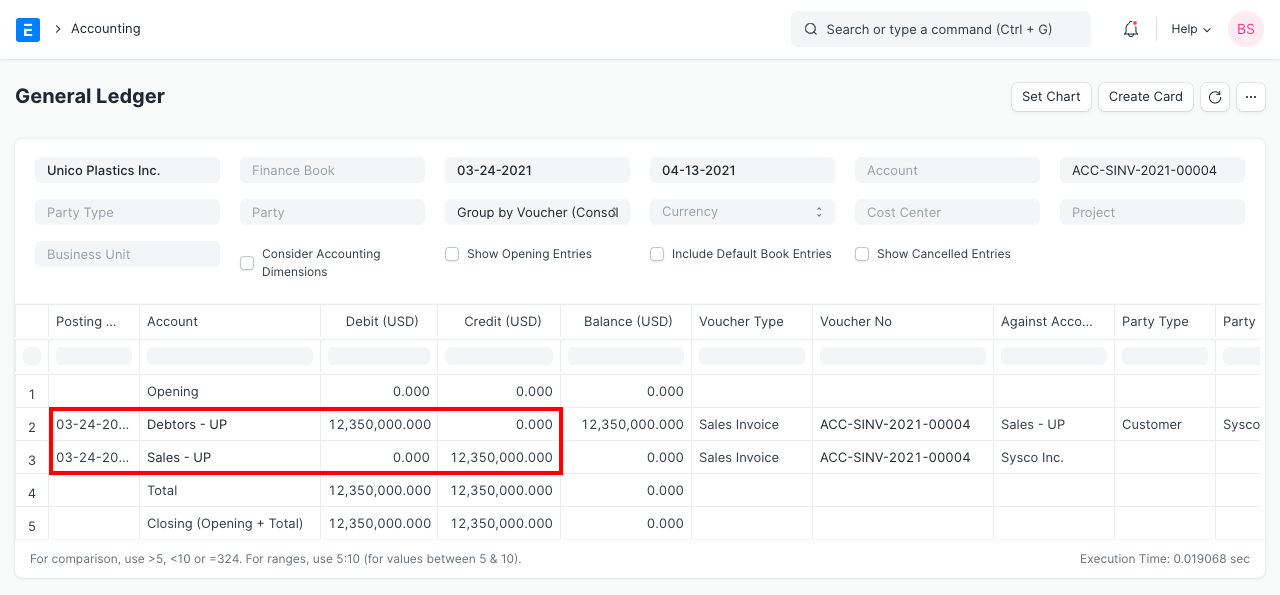 E > Accounting Search or type a command (Ctrl + G) Help BS
General Ledger Set Chart Create Card ...
Unico Plastics Inc. Finance Book 03-24-2021 04-13-2021 Account ACC-SINV-2021-00004
Party Type Party Group by Voucher (Consol Currency Cost Center Project
Business Unit Consider Accounting Dimensions Show Opening Entries Include Default Book Entries Show Cancelled Entries
Posting ... Account Debit (USD) Credit (USD) Balance (USD) Voucher Type Voucher No Against Acco... Party Type Party
1 Opening 0.000 0.000 0.000
2 03-24-20... Debtors - UP 12,350,000.000 0.000 12,350,000.000 Sales Invoice ACC-SINV-2021-00004 Sales - UP Customer Sysco
3 03-24-20... Sales - UP 0.000 12,350,000.000 0.000 Sales Invoice ACC-SINV-2021-00004 Sysco Inc.
4 Total 12,350,000.000 12,350,000.000 0.000
5 Closing (Opening + Total) 12,350,000.000 12,350,000.000 0.000
For comparison, use >5, <10 or =324. For ranges, use 5:10 (for values between 5 & 10). Execution Time: 0.019068 sec